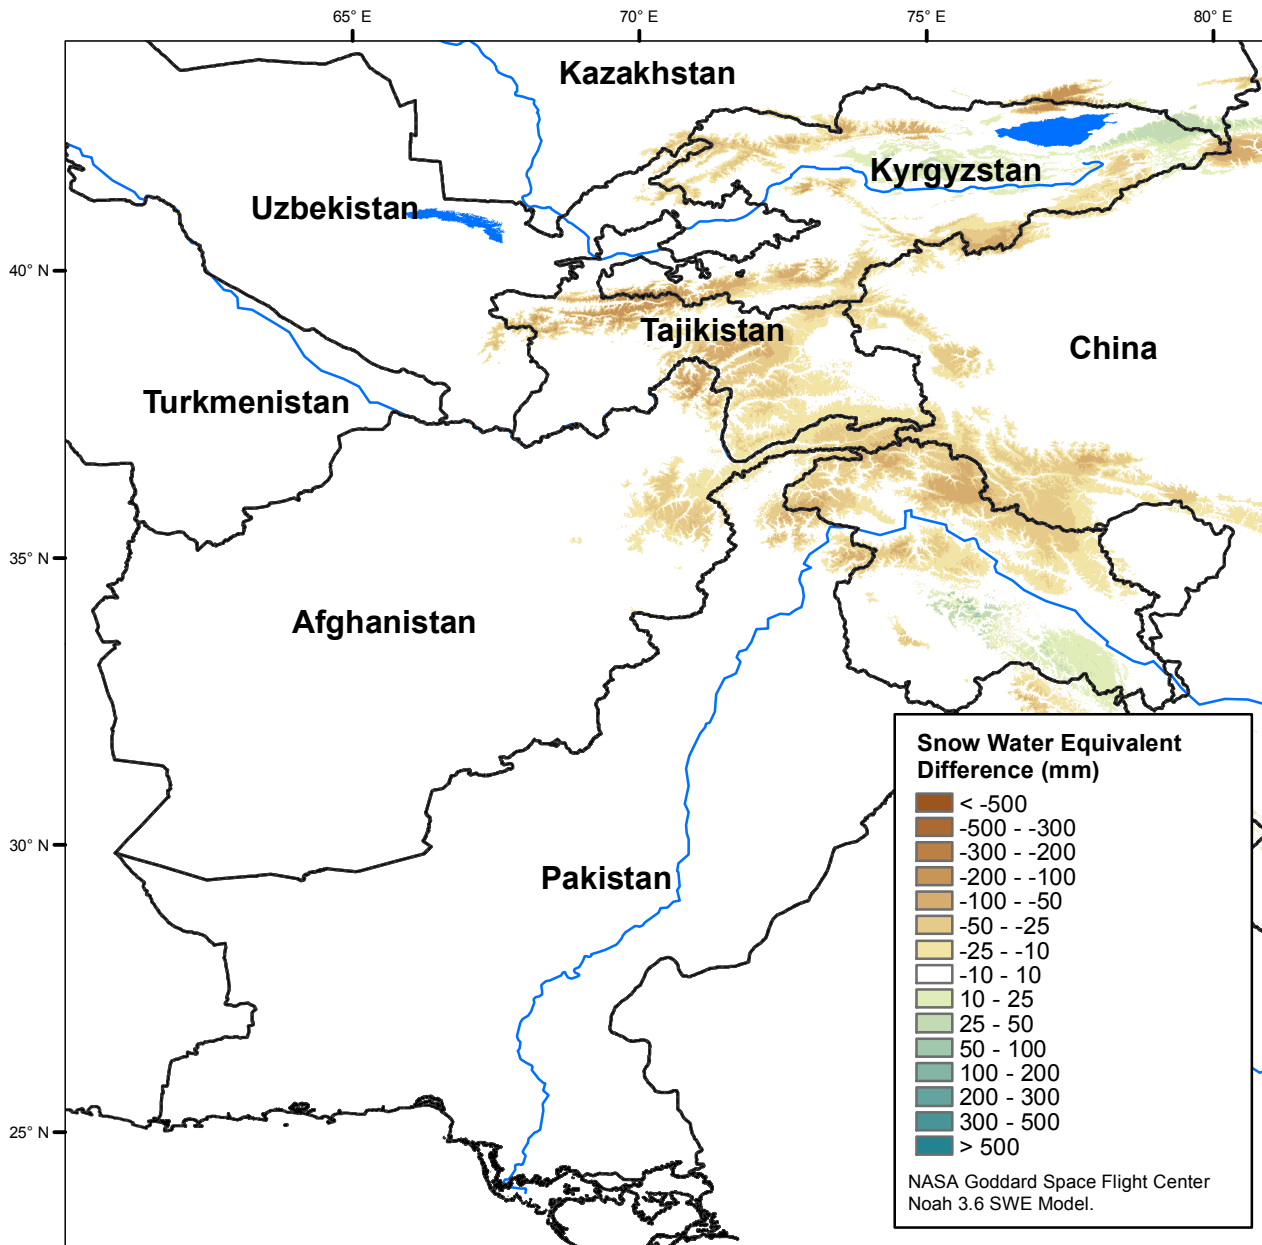 65° E
70° E
75° E
80° E
Kazakhstan
Kyrgyzstan
Uzbekistan
40° N
Tajikistan
China
Turkmenistan
35° N
Afghanistan
30° N
Pakistan
25° N
Snow Water Equivalent
Difference (mm)
< -500
-500 - -300
-300 - -200
-200 - -100
-100 - -50
-50 - -25
-25 - -10
-10 - 10
10 - 25
25 - 50
50 - 100
100 - 200
200 - 300
300 - 500
> 500
NASA Goddard Space Flight Center
Noah 3.6 SWE Model.